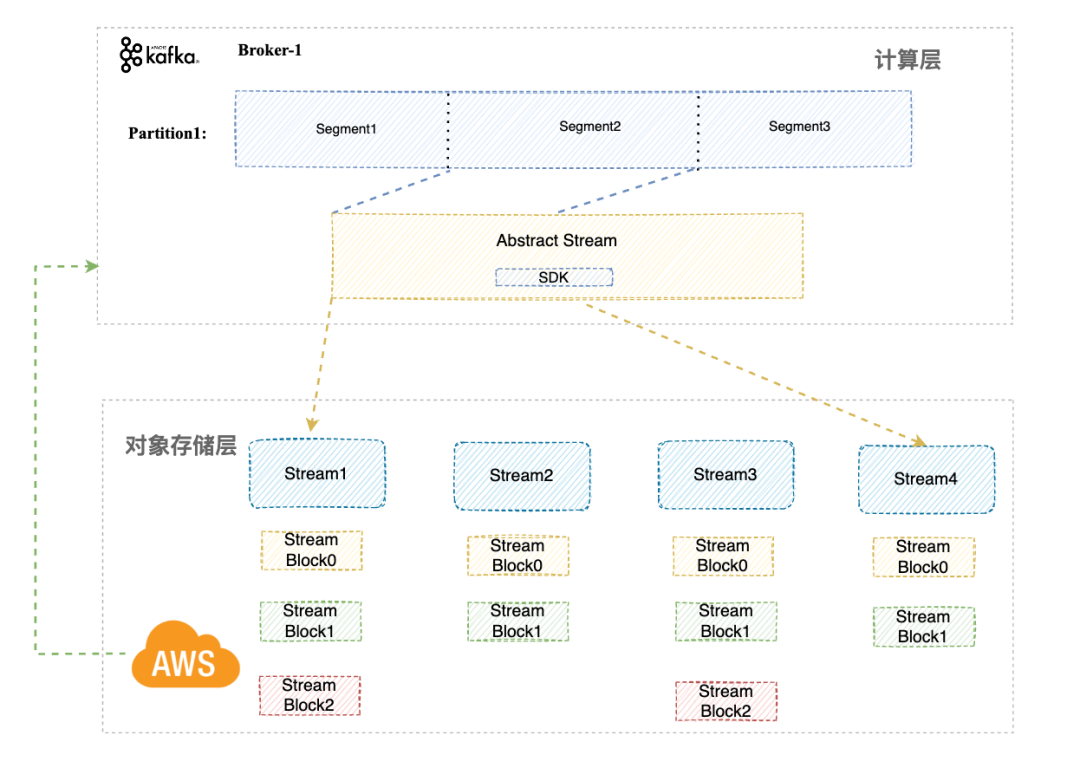 APACHE
kafka
Broker-1
计算层
Partition1:
Segment1
Segment2
Segment3
Abstract Stream
SDK
对象存储层
Stream1
Stream2
Stream3
Stream4
Stream
Block0
Stream
Block0
Stream
Block0
Stream
Block0
Stream
Block1
Stream
Block1
Stream
Block1
Stream
Block1
AWS
Stream
Block2
Stream
Block2